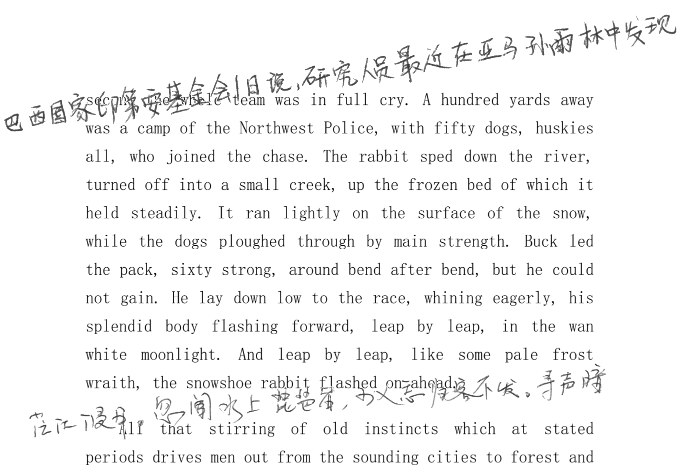 巴西国家印第安基金会1日说,研究人员最近在亚马孙雨林中发现
second the whole team was in full cry. A hundred yards away
was a camp of the Northwest Police, with fifty dogs, huskies
all, who joined the chase. The rabbit sped down the river,
turned off into a small creek, up the frozen bed of which it
held steadily. It ran lightly on the surface of the snow,
while the dogs ploughed through by main strength. Buck led
the pack, sixty strong, around bend after bend, but he could
not gain. He lay down low to the race, whining eagerly, his
splendid body flashing forward, leap by leap, in the wan
white moonlight. And leap by leap, like some pale frost
wraith, the snowshoe rabbit flashed on ahead.
茫江浸月。忽闻水上琵琶声,主人忘归客不发。寻声暗
All that stirring of old instincts which at stated
periods drives men out from the sounding cities to forest and